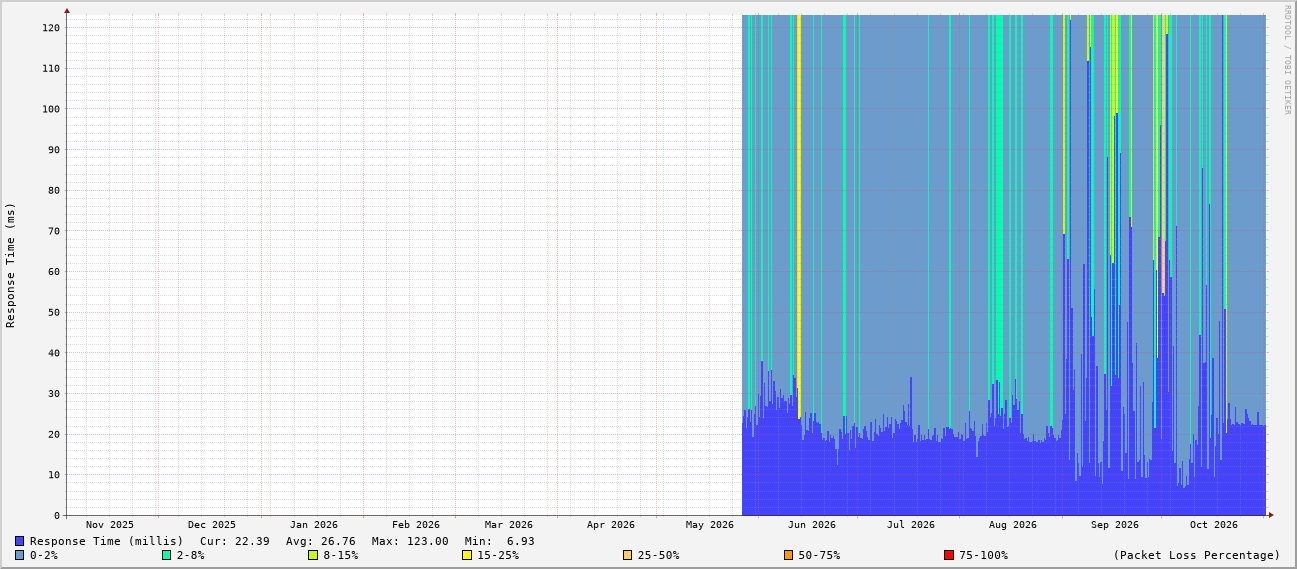 RRDTOOL / TOBI OETIKER
Response Time (ms)
120
110
100
90
80
70
60
50
40
30
20
10
0
Nov 2025 Dec 2025 Jan 2026 Feb 2026 Mar 2026 Apr 2026 May 2026 Jun 2026 Jul 2026 Aug 2026 Sep 2026 Oct 2026
Response Time (millis) Cur: 22.39 Avg: 26.76 Max: 123.00 Min: 6.93
0-2% 2-8% 8-15% 15-25% 25-50% 50-75% 75-100% (Packet Loss Percentage)